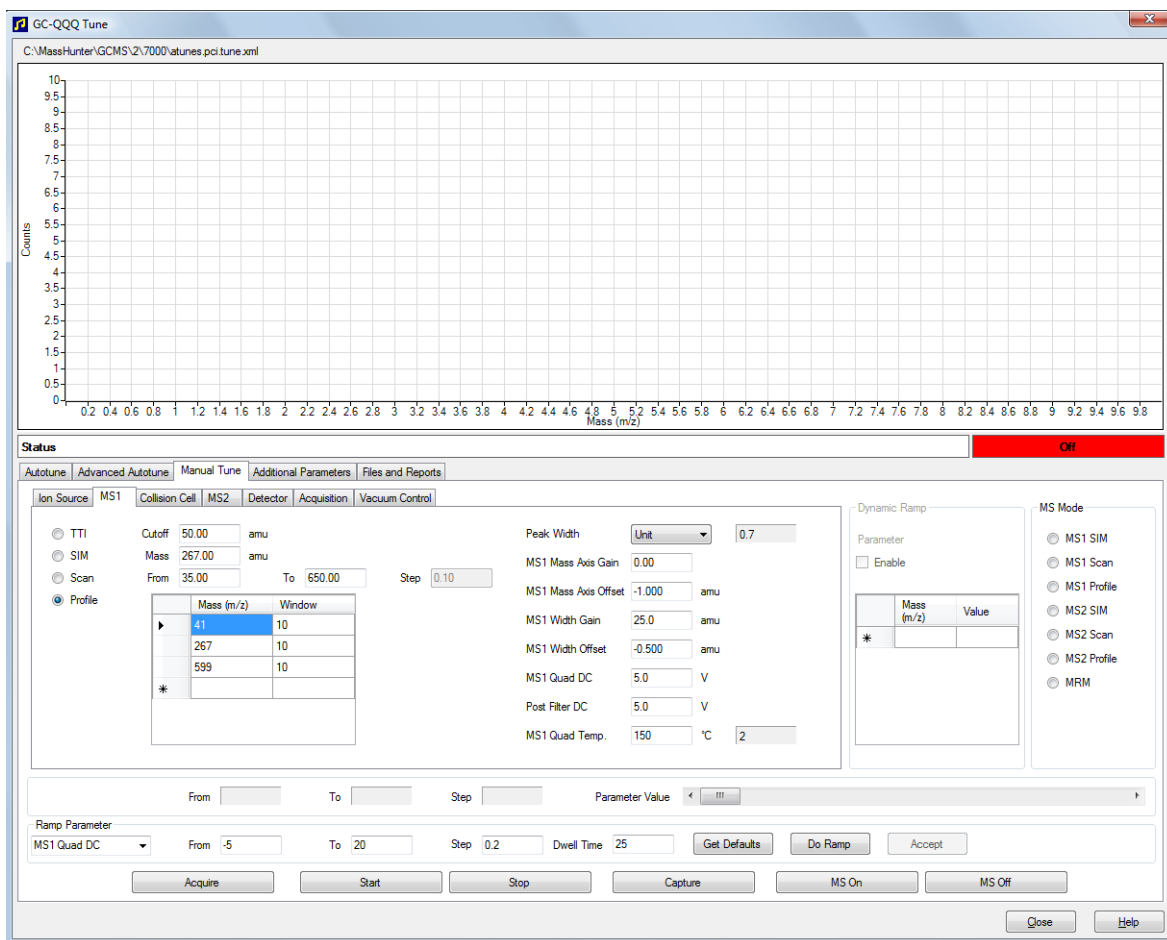 GC-QQQ Tune
C:\MassHunter\GCMS\2\7000\atunes.pci.tune.xml
10
9.5
9
8.5
8
7.5
7
6.5
6
5.5
5
4.5
4
3.5
3
2.5
2
1.5
1
0.5
0
Counts
0.2 0.4 0.6 0.8 1 1.2 1.4 1.6 1.8 2 2.2 2.4 2.6 2.8 3 3.2 3.4 3.6 3.8 4 4.2 4.4 4.6 4.8 5 5.2 5.4 5.6 5.8 6 6.2 6.4 6.6 6.8 7 7.2 7.4 7.6 7.8 8 8.2 8.4 8.6 8.8 9 9.2 9.4 9.6 9.8
Mass (m/z)
Status Off
Autotune Advanced Autotune Manual Tune Additional Parameters Files and Reports
Ion Source MS1 Collision Cell MS2 Detector Acquisition Vacuum Control
TTI Cutoff 50.00 amu
SIM Mass 267.00 amu
Scan From 35.00 To 650.00 Step 0.10
Profile
Mass (m/z) Window
41 10
267 10
599 10
Peak Width Unit 0.7
MS1 Mass Axis Gain 0.00
MS1 Mass Axis Offset -1.000 amu
MS1 Width Gain 25.0 amu
MS1 Width Offset -0.500 amu
MS1 Quad DC 5.0 V
Post Filter DC 5.0 V
MS1 Quad Temp. 150 °C 2
Dynamic Ramp
Parameter
Enable
Mass (m/z) Value
MS Mode
MS1 SIM
MS1 Scan
MS1 Profile
MS2 SIM
MS2 Scan
MS2 Profile
MRM
From To Step Parameter Value
Ramp Parameter
MS1 Quad DC From -5 To 20 Step 0.2 Dwell Time 25 Get Defaults Do Ramp Accept
Acquire Start Stop Capture MS On MS Off
Close Help